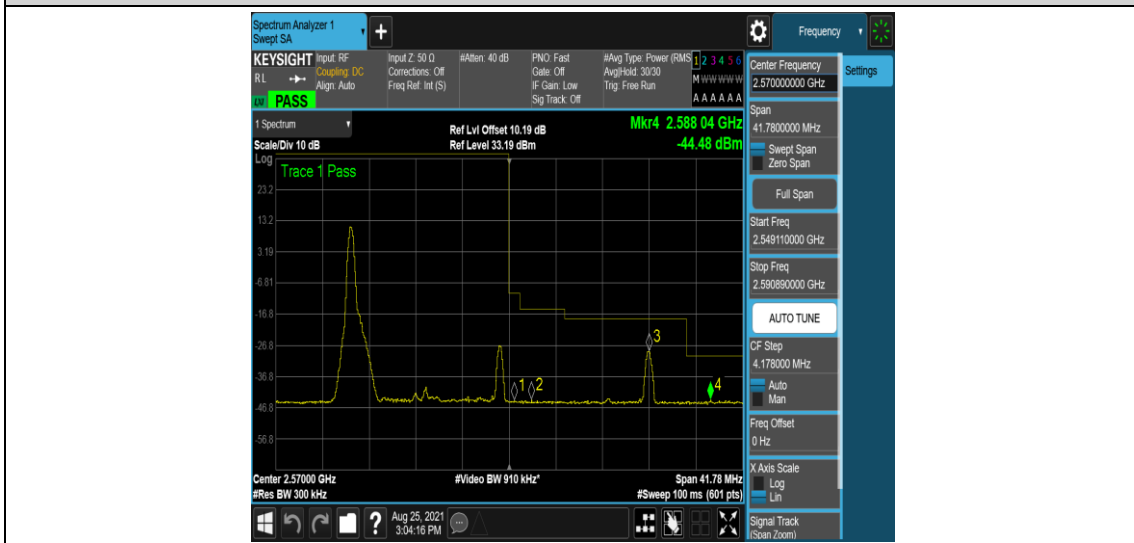 Spectrum Analyzer 1
Swept SA
+
Frequency
KEYSIGHT
RL
LXI
PASS
Input: RF
Coupling: DC
Align: Auto
Input Z: 50 Ω
Corrections: Off
Freq Ref: Int (S)
#Atten: 40 dB
PNO: Fast
Gate: Off
IF Gain: Low
Sig Track: Off
#Avg Type: Power (RMS
Avg|Hold: 30/30
Trig: Free Run
1 2 3 4 5 6
M W W W W W
A A A A A A
1 Spectrum
Scale/Div 10 dB
Ref Lvl Offset 10.19 dB
Ref Level 33.19 dBm
Mkr4 2.588 04 GHz
-44.48 dBm
Log
Trace 1 Pass
23.2
13.2
3.19
-6.81
-16.8
-26.8
-36.8
-46.8
-56.8
1
2
3
4
Center 2.57000 GHz
#Res BW 300 kHz
#Video BW 910 kHz*
Span 41.78 MHz
#Sweep 100 ms (601 pts)
Center Frequency
2.570000000 GHz
Settings
Span
41.7800000 MHz
Swept Span
Zero Span
Full Span
Start Freq
2.549110000 GHz
Stop Freq
2.590890000 GHz
AUTO TUNE
CF Step
4.178000 MHz
Auto
Man
Freq Offset
0 Hz
X Axis Scale
Log
Lin
Signal Track
(Span Zoom)
?
Aug 25, 2021
3:04:16 PM